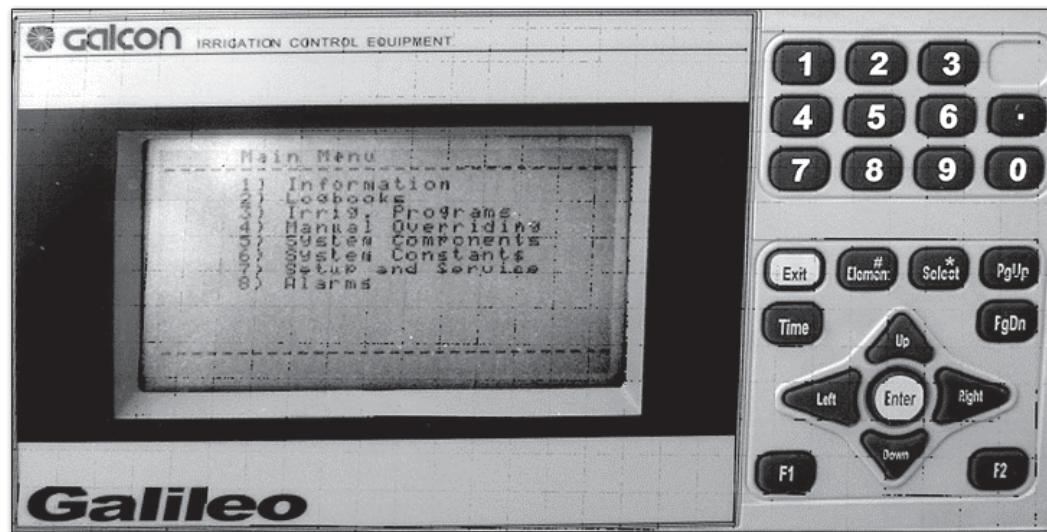 Galcon IRRIGATION CONTROL EQUIPMENT
Main Menu
1) Information
2) Logbooks
3) Irrig. Programs
4) Manual Overriding
5) System Components
6) System Constants
7) Setup and Service
8) Alarms
Galileo
1 2 3
4 5 6 .
7 8 9 0
Exit # Element * Select PgUp
Time PgDn
Up
Left Enter Right
Down
F1 F2